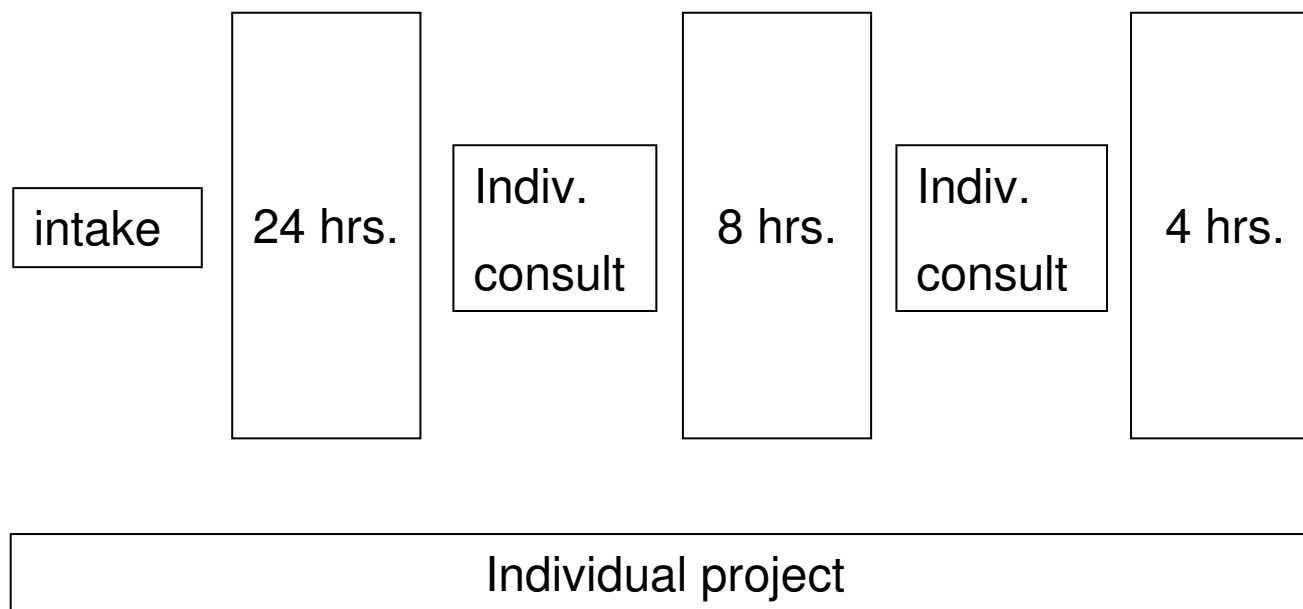 intake
24 hrs.
Indiv.
consult
8 hrs.
Indiv.
consult
4 hrs.
Individual project